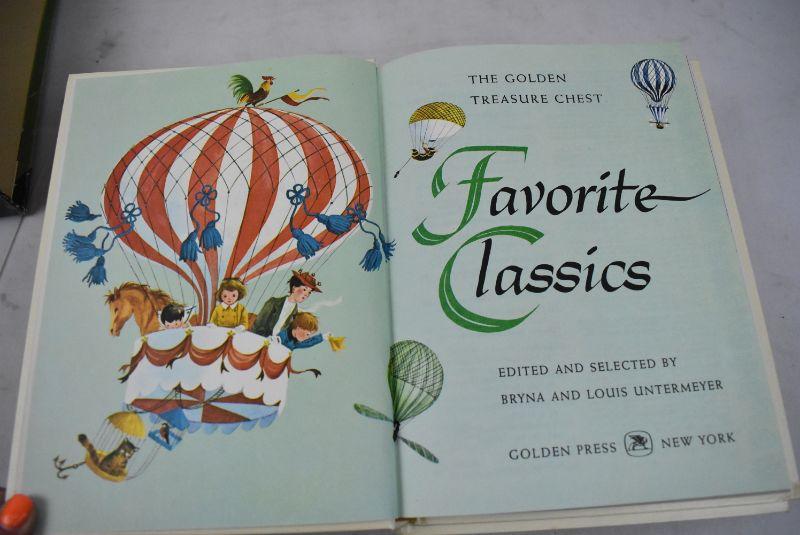 THE GOLDEN
TREASURE CHEST
Favorite
Classics
EDITED AND SELECTED BY
BRYNA AND LOUIS UNTERMEYER
GOLDEN PRESS NEW YORK